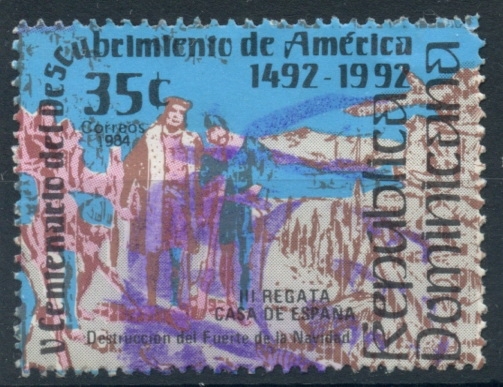 V Centenario del Descubrimiento de América
1492 - 1992
35¢
Correos
1984
República
Dominicana
III REGATA
CASA DE ESPAÑA
Destrucción del Fuerte de la Navidad